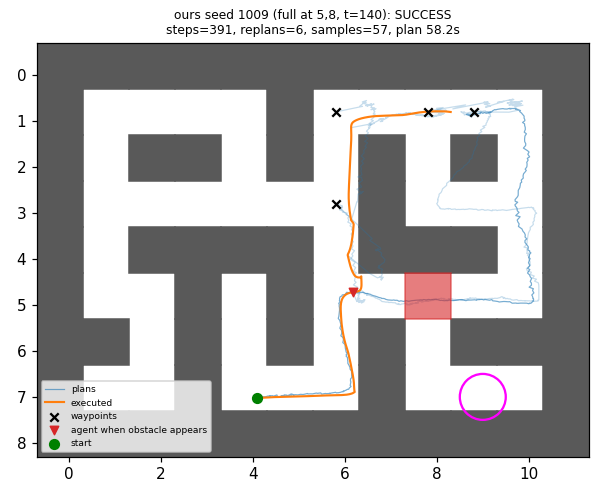 ours seed 1009 (full at 5,8, t=140): SUCCESS
steps=391, replans=6, samples=57, plan 58.2s
0
1
2
3
4
5
6
7
8
plans
executed
waypoints
agent when obstacle appears
start
0 2 4 6 8 10